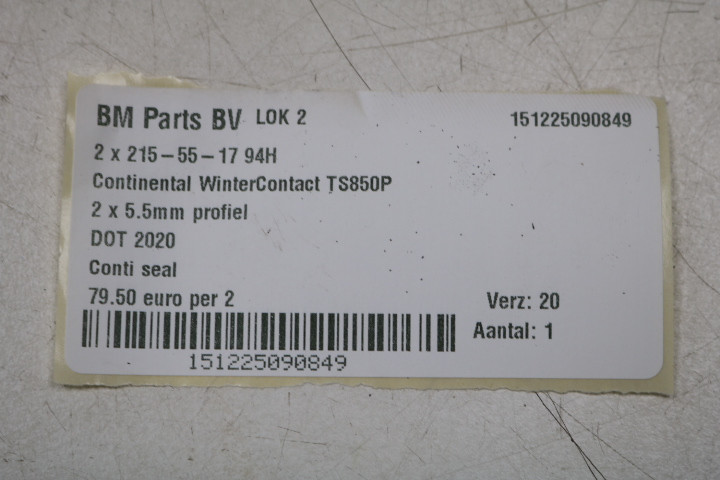 BM Parts BV LOK 2 151225090849
2 x 215-55-17 94H
Continental WinterContact TS850P
2 x 5.5mm profiel
DOT 2020
Conti seal
79.50 euro per 2 Verz: 20
Aantal: 1
151225090849